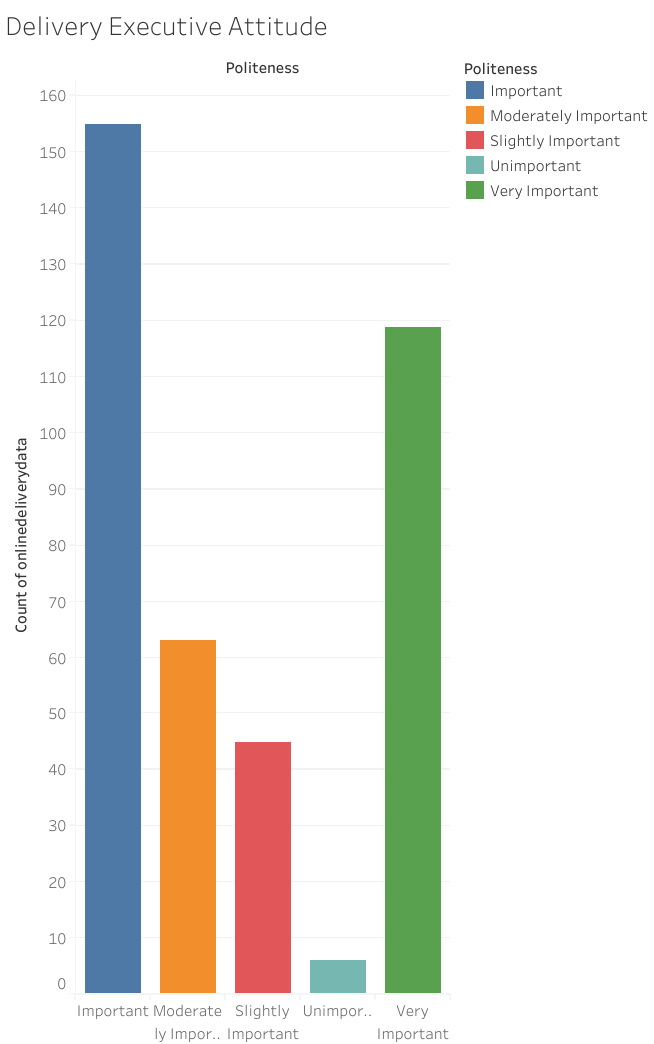 Delivery Executive Attitude
Politeness
Politeness
Important
Moderately Important
Slightly Important
Unimportant
Very Important
Count of onlinedeliverydata
160
150
140
130
120
110
100
90
80
70
60
50
40
30
20
10
0
Important Moderate Slightly Unimpor.. Very
ly Impor.. Important Important